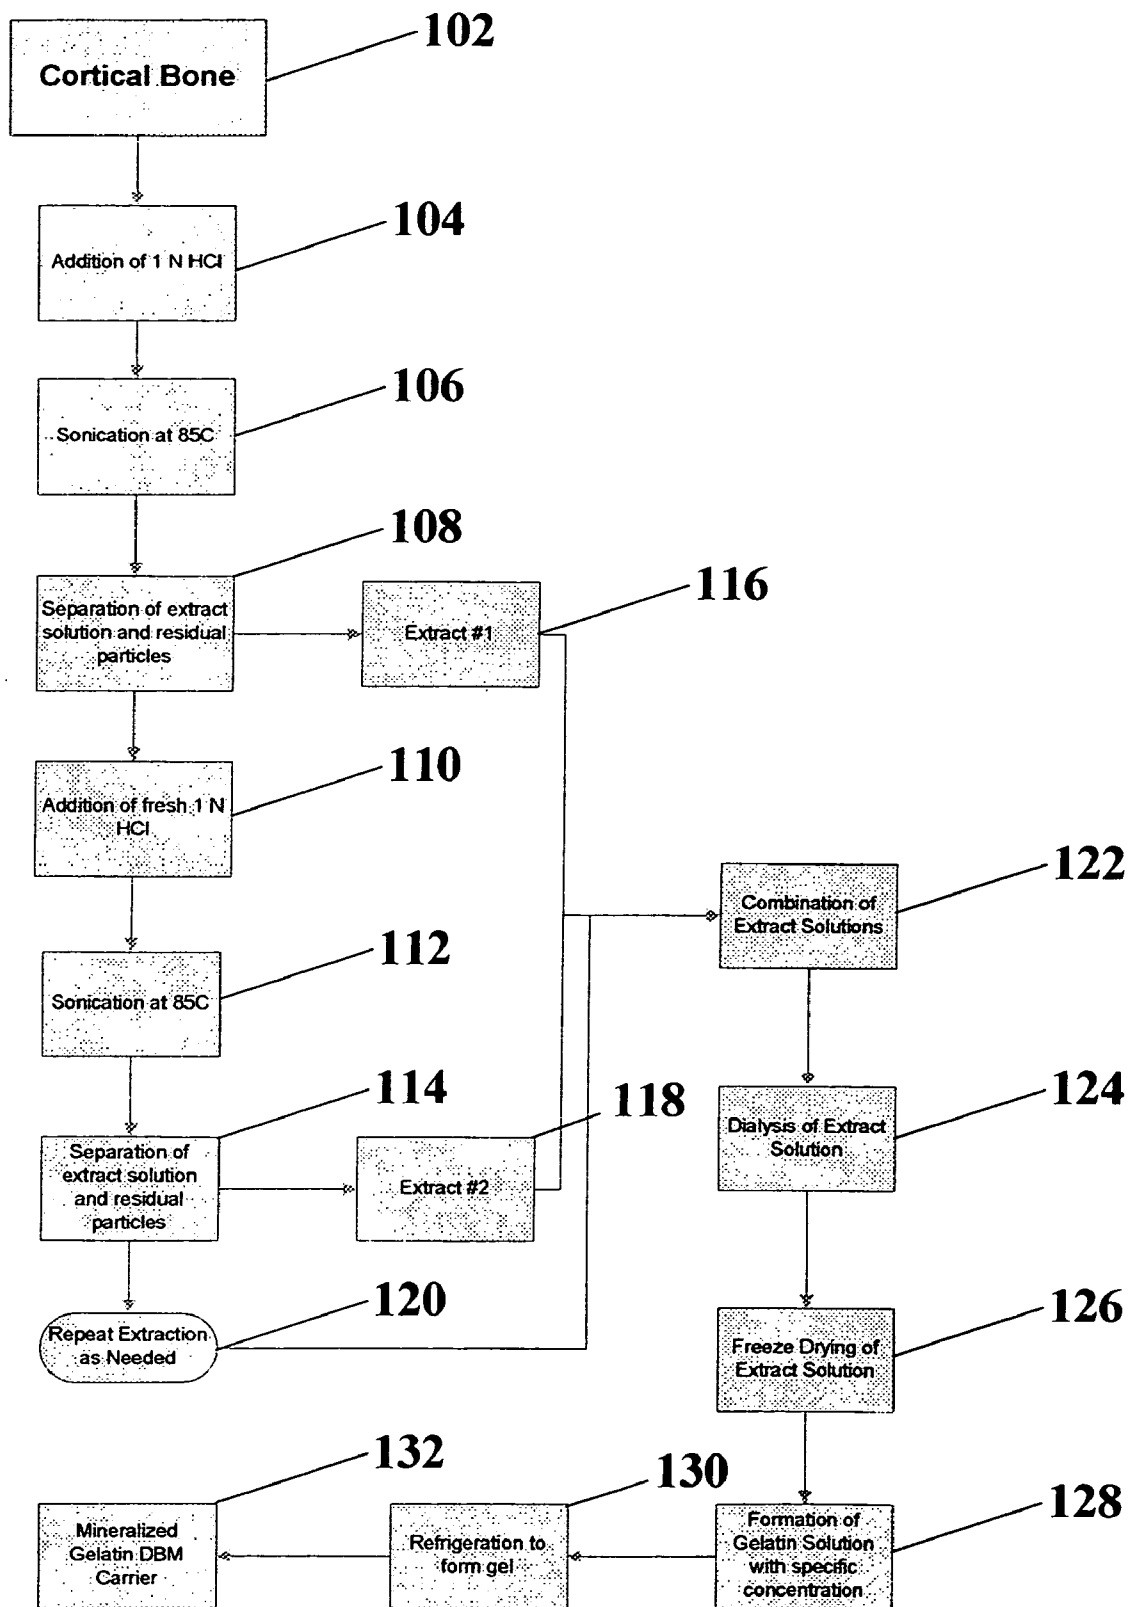 102
Cortical Bone
104
Addition of 1 N HCl
106
Sonication at 85C
108
Separation of extract
solution and residual
particles
116
Extract #1
110
Addition of fresh 1 N
HCl
122
Combination of
Extract Solutions
112
Sonication at 85C
114
Separation of
extract solution
and residual
particles
118
Extract #2
124
Dialysis of Extract
Solution
120
Repeat Extraction
as Needed
126
Freeze Drying of
Extract Solution
132
Mineralized
Gelatin DBM
Carrier
130
Refrigeration to
form gel
128
Formation of
Gelatin Solution
with specific
concentration